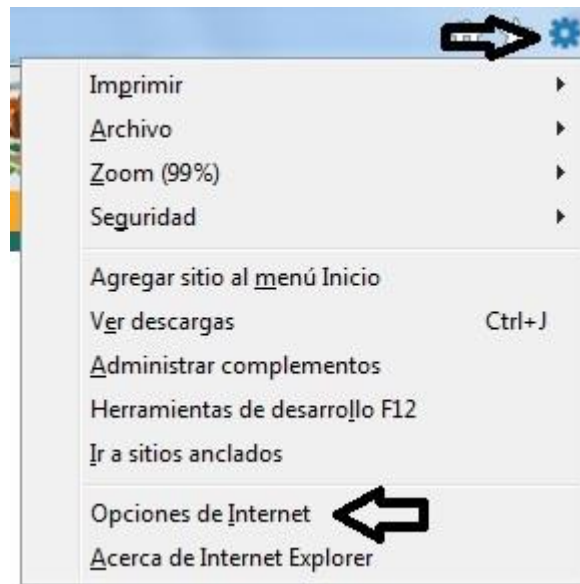 Imprimir
Archivo
Zoom (99%)
Seguridad
Agregar sitio al menú Inicio
Ver descargas Ctrl+J
Administrar complementos
Herramientas de desarrollo F12
Ir a sitios anclados
Opciones de Internet
Acerca de Internet Explorer